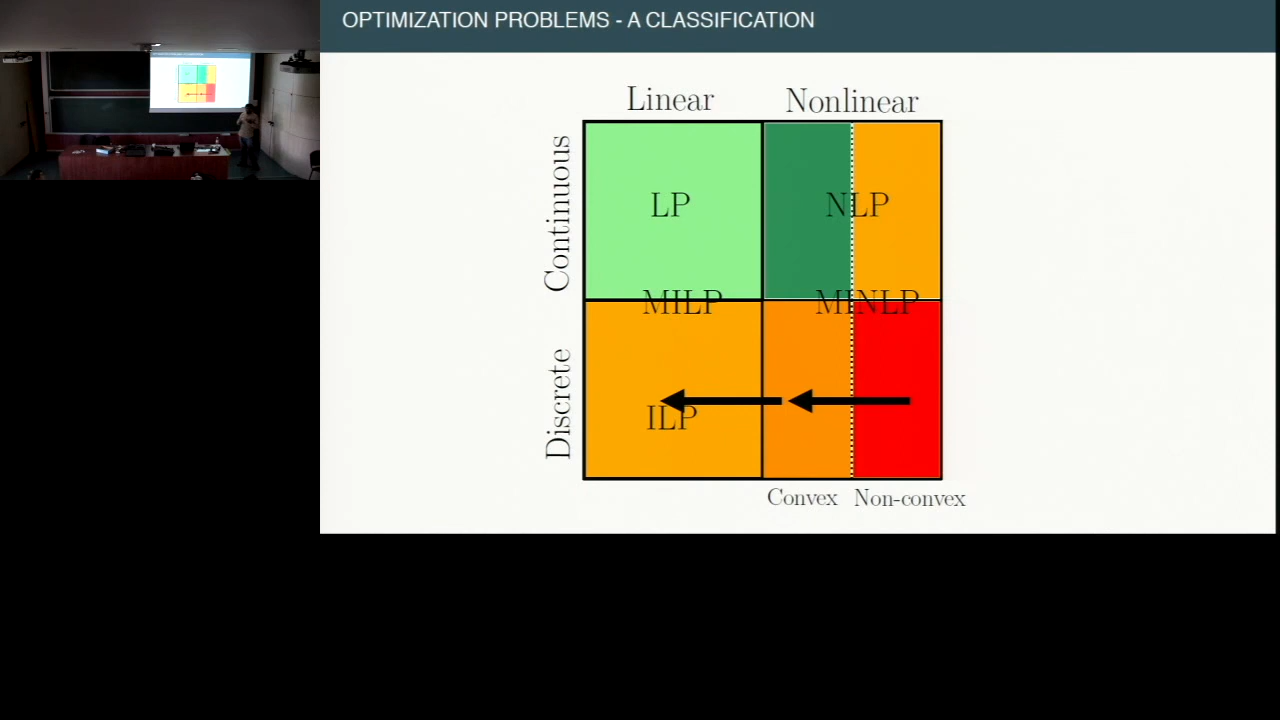 OPTIMIZATION PROBLEMS - A CLASSIFICATION
Linear
Nonlinear
Continuous
LP
NLP
MILP
MINLP
Discrete
ILP
Convex
Non-convex